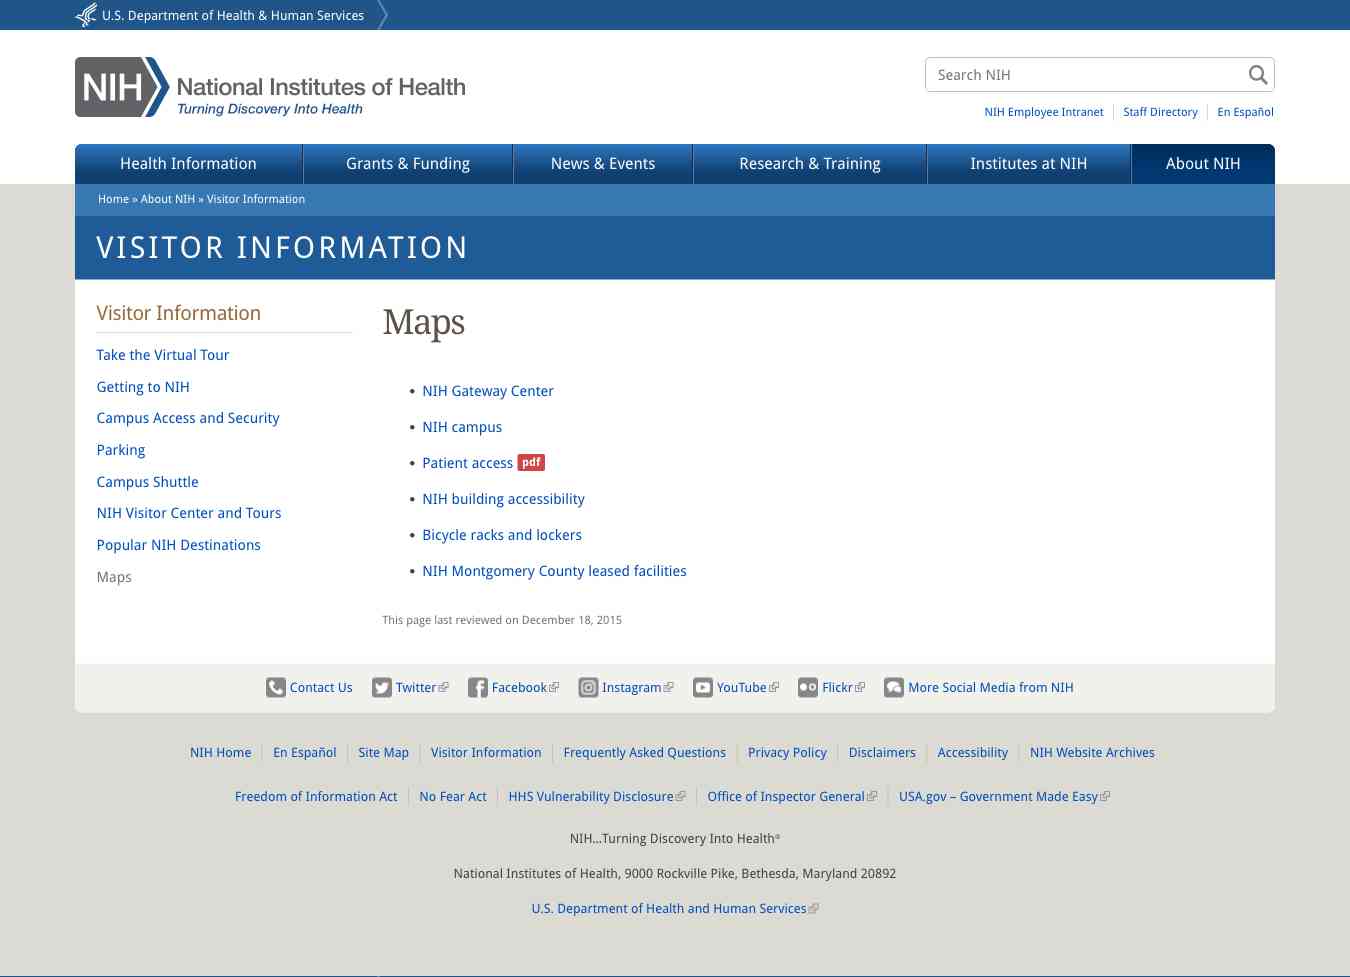 U.S. Department of Health & Human Services
NIH National Institutes of Health
Turning Discovery Into Health
Search NIH
NIH Employee Intranet Staff Directory En Español
Health Information Grants & Funding News & Events Research & Training Institutes at NIH About NIH
Home » About NIH » Visitor Information
VISITOR INFORMATION
Visitor Information
Take the Virtual Tour
Getting to NIH
Campus Access and Security
Parking
Campus Shuttle
NIH Visitor Center and Tours
Popular NIH Destinations
Maps
Maps
• NIH Gateway Center
• NIH campus
• Patient access pdf
• NIH building accessibility
• Bicycle racks and lockers
• NIH Montgomery County leased facilities
This page last reviewed on December 18, 2015
Contact Us Twitter Facebook Instagram YouTube Flickr More Social Media from NIH
NIH Home En Español Site Map Visitor Information Frequently Asked Questions Privacy Policy Disclaimers Accessibility NIH Website Archives
Freedom of Information Act No Fear Act HHS Vulnerability Disclosure Office of Inspector General USA.gov – Government Made Easy
NIH…Turning Discovery Into Health®
National Institutes of Health, 9000 Rockville Pike, Bethesda, Maryland 20892
U.S. Department of Health and Human Services